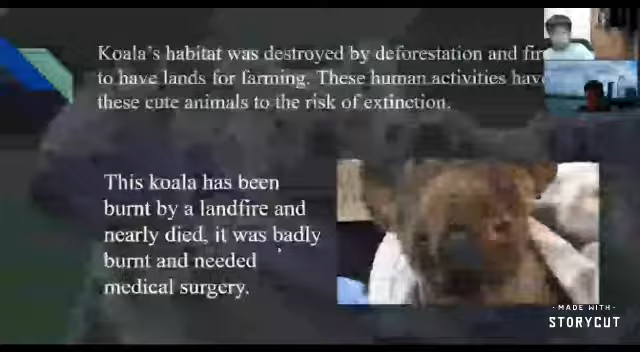 Koala's habitat was destroyed by deforestation and
to have lands for farming. These human activities
these cute animals to the risk of extinction.
This koala has been
burnt by a landfire and
nearly died, it was badly
burnt and needed
medical surgery.
- MADE WITH -
STORYCUT